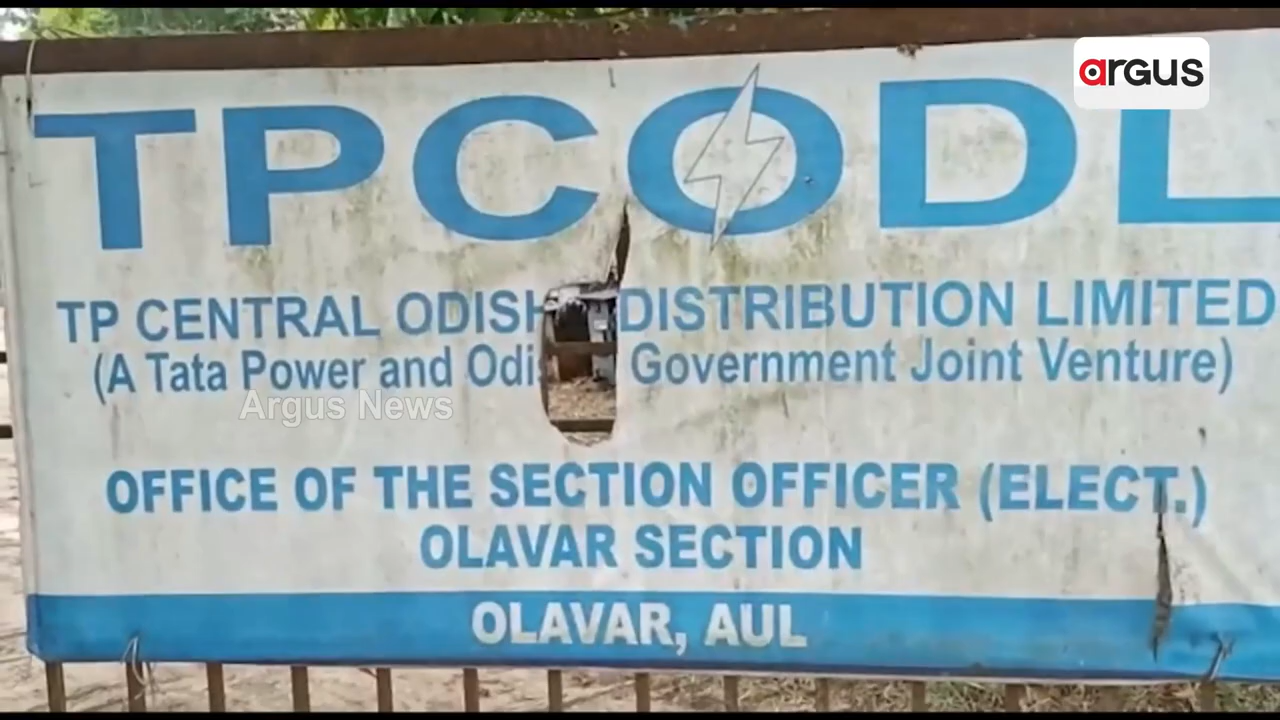 argus
TPCODL
TP CENTRAL ODISH DISTRIBUTION LIMITED
(A Tata Power and Odi Government Joint Venture)
Argus News
OFFICE OF THE SECTION OFFICER (ELECT.)
OLAVAR SECTION
OLAVAR, AUL